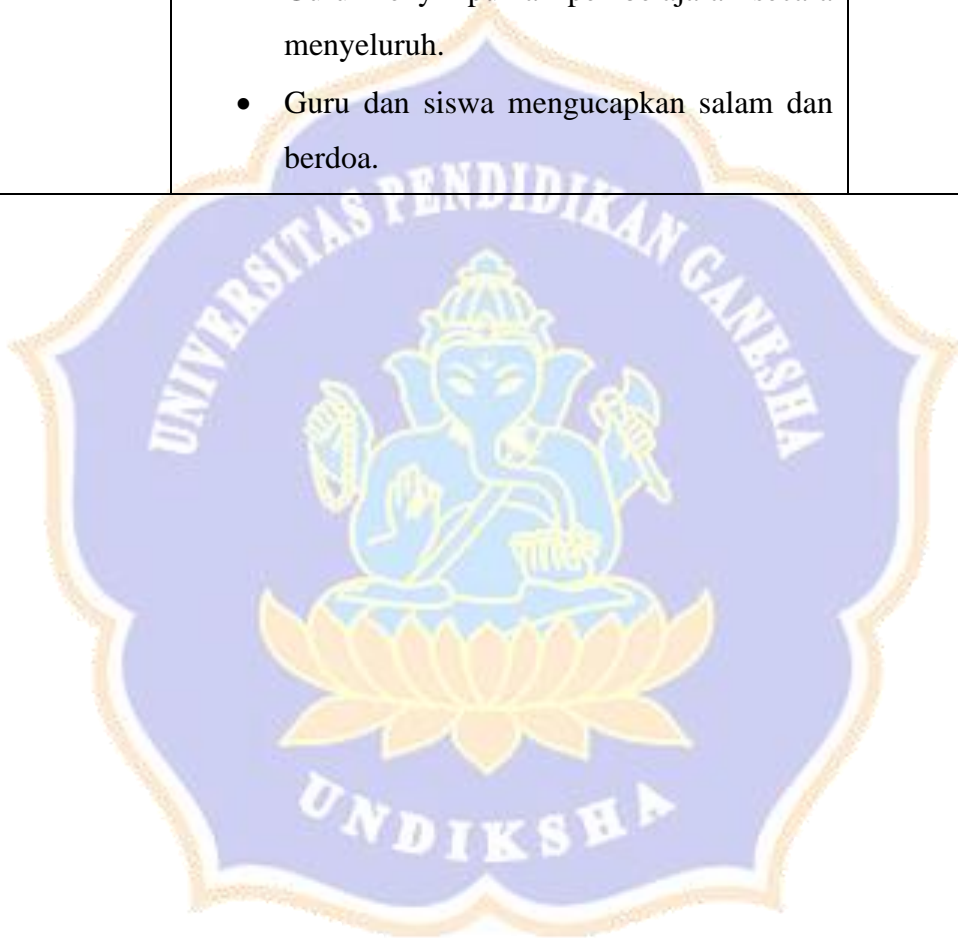 menyeluruh.
• Guru dan siswa mengucapkan salam dan
berdoa.
UNIVERSITAS PENDIDIKAN GANESHA
UNDIKSHA